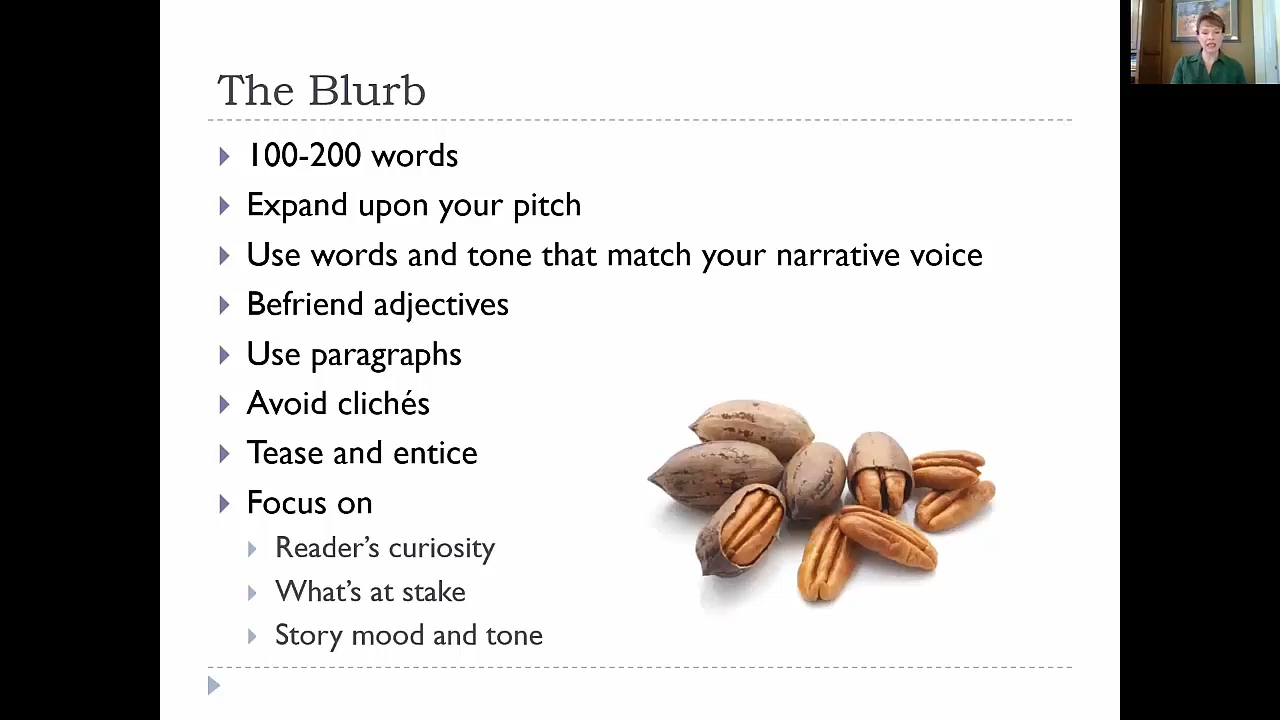 The Blurb
100-200 words
Expand upon your pitch
Use words and tone that match your narrative voice
Befriend adjectives
Use paragraphs
Avoid clichés
Tease and entice
Focus on
Reader's curiosity
What's at stake
Story mood and tone